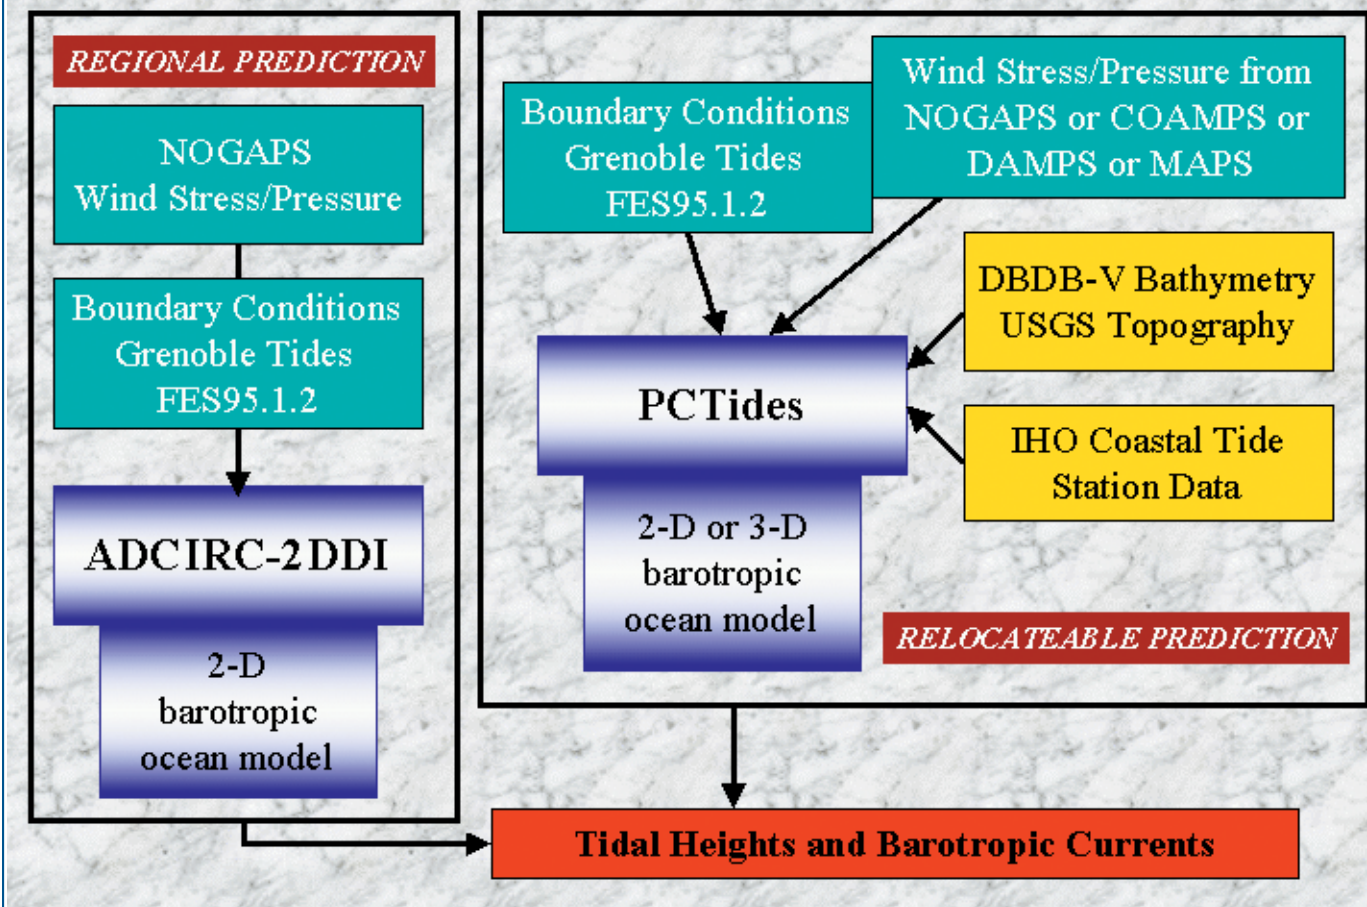 REGIONAL PREDICTION
NOGAPS
Wind Stress/Pressure
Boundary Conditions
Grenoble Tides
FES95.1.2
ADCIRC-2DDI
2-D
barotropic
ocean model
Boundary Conditions
Grenoble Tides
FES95.1.2
Wind Stress/Pressure from
NOGAPS or COAMPS or
DAMPS or MAPS
DBDB-V Bathymetry
USGS Topography
PCTides
IHO Coastal Tide
Station Data
2-D or 3-D
barotropic
ocean model
RELOCATEABLE PREDICTION
Tidal Heights and Barotropic Currents